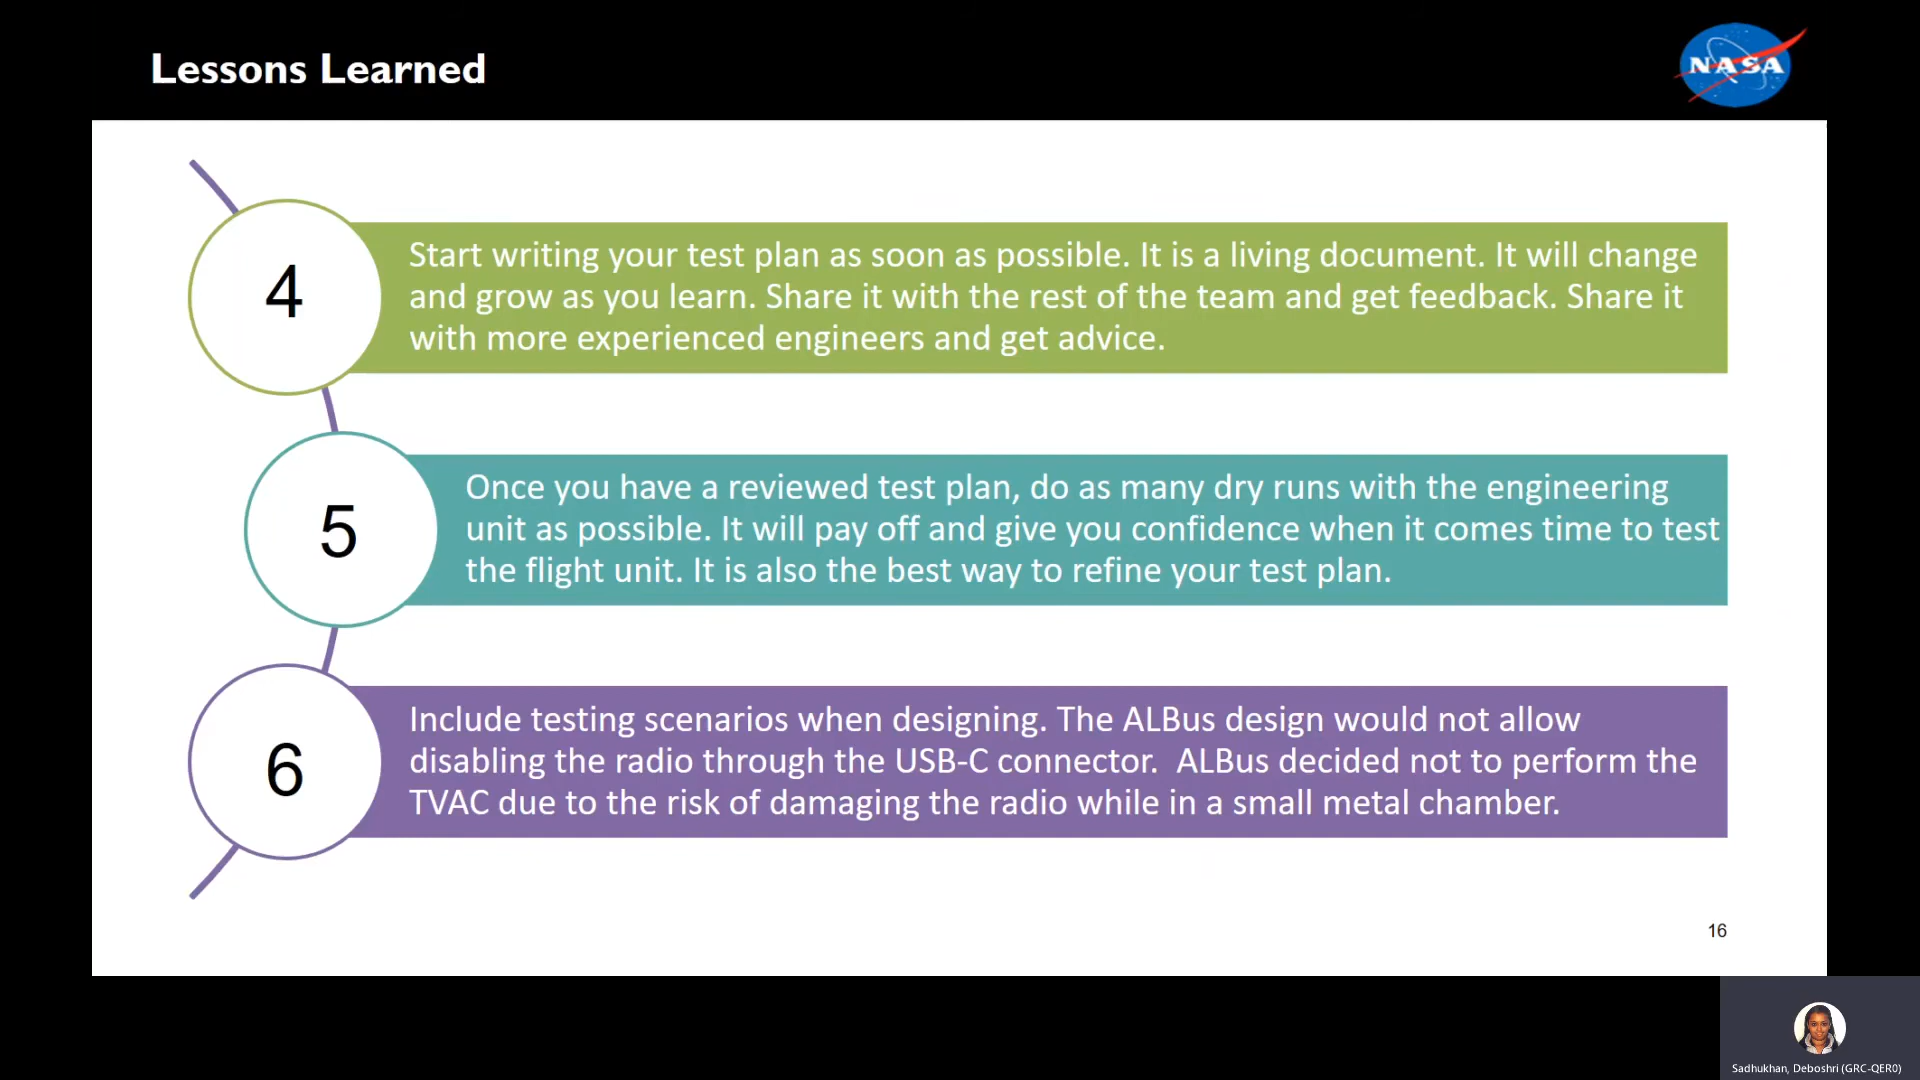 Lessons Learned
NASA
4
Start writing your test plan as soon as possible. It is a living document. It will change
and grow as you learn. Share it with the rest of the team and get feedback. Share it
with more experienced engineers and get advice.
5
Once you have a reviewed test plan, do as many dry runs with the engineering
unit as possible. It will pay off and give you confidence when it comes time to test
the flight unit. It is also the best way to refine your test plan.
6
Include testing scenarios when designing. The ALBus design would not allow
disabling the radio through the USB-C connector.  ALBus decided not to perform the
TVAC due to the risk of damaging the radio while in a small metal chamber.
16
Sadhukhan, Deboshri (GRC-QER0)